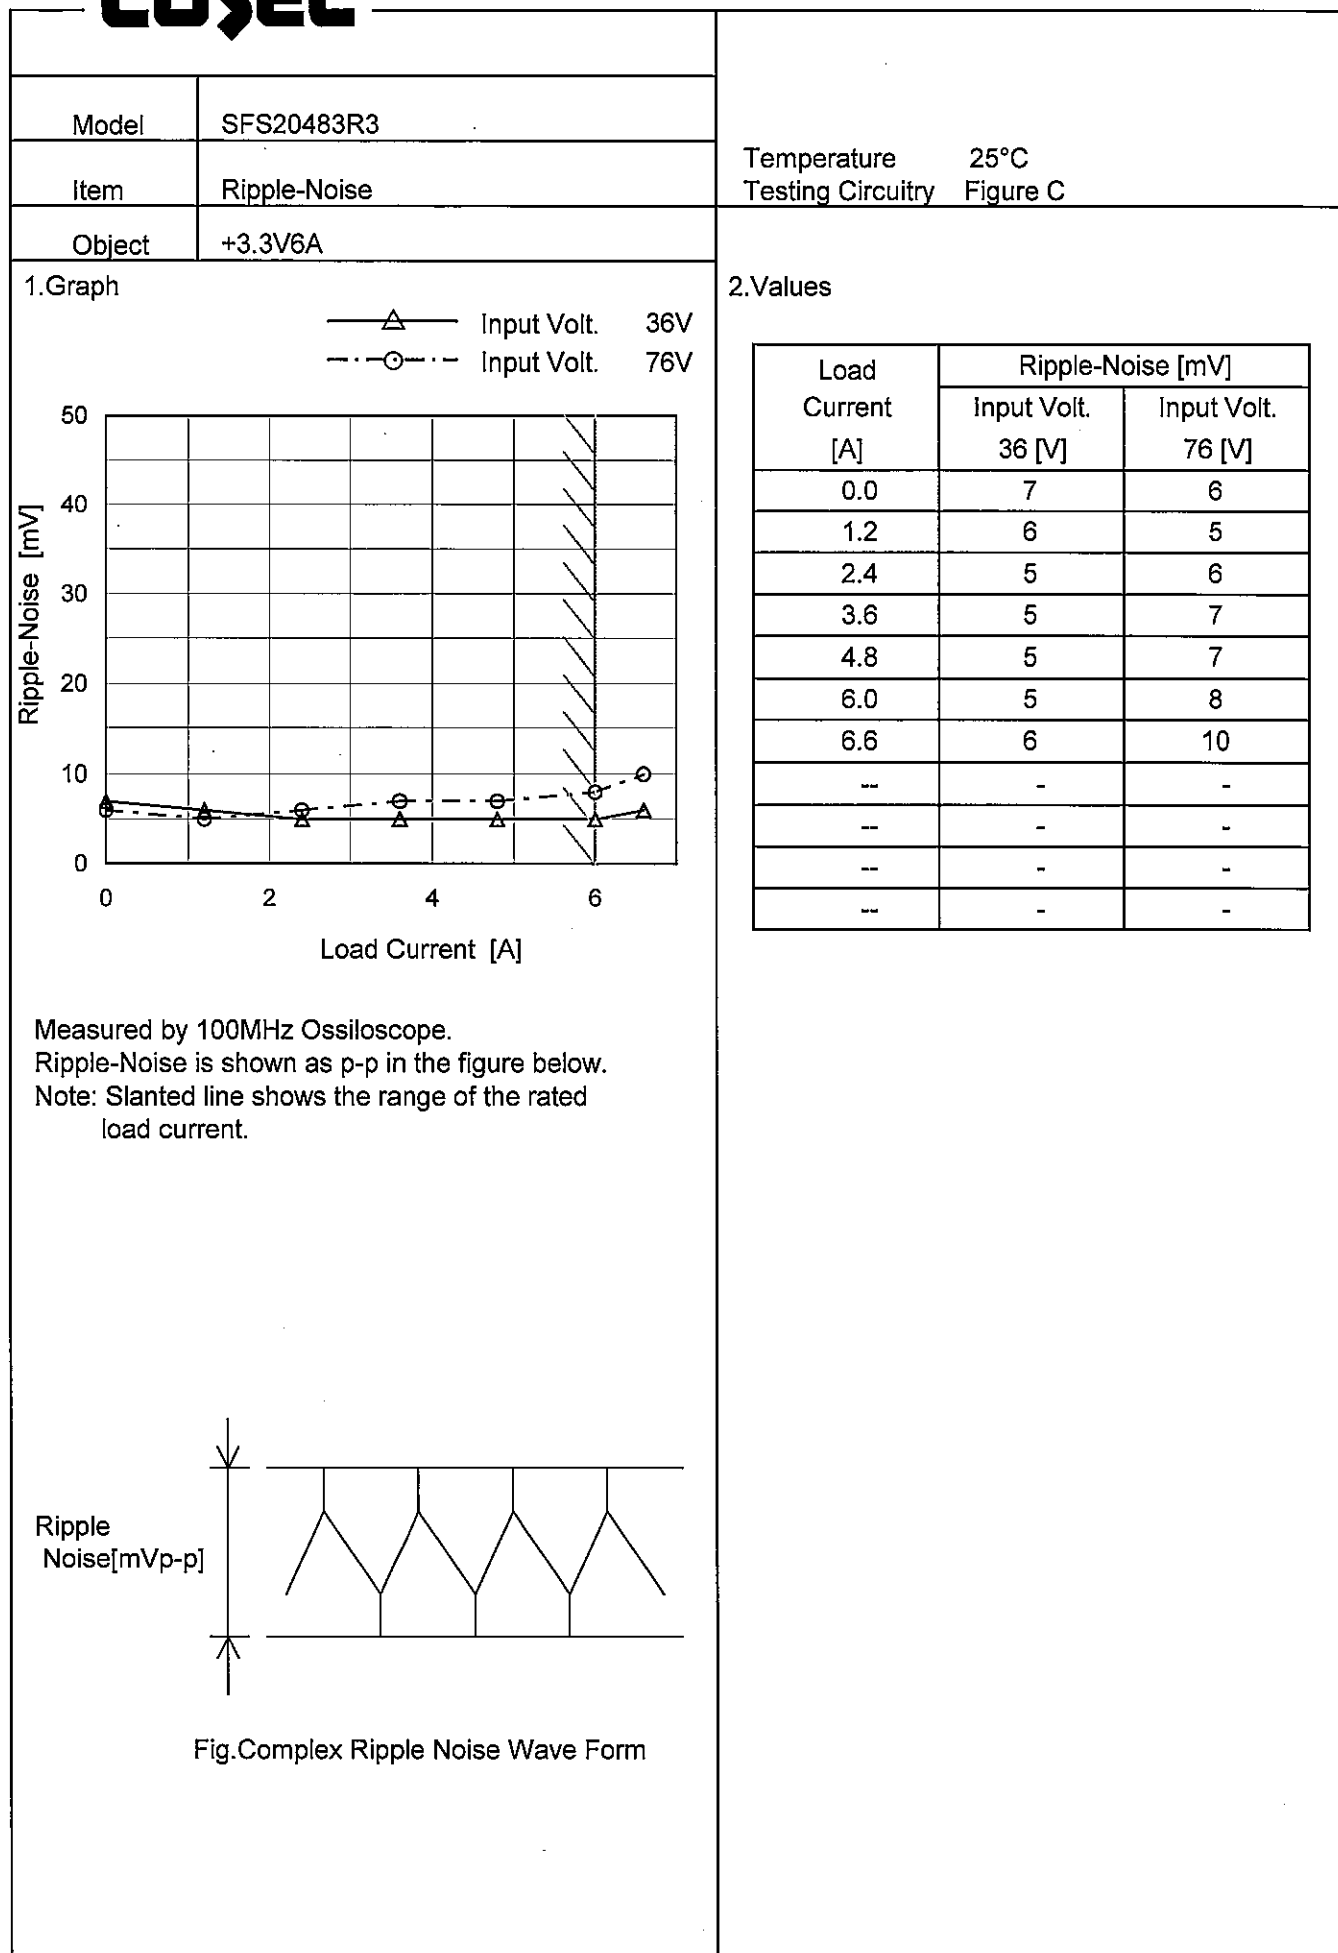 COSEL
Model SFS20483R3
Item Ripple-Noise
Object +3.3V6A
Temperature 25°C
Testing Circuitry Figure C
1.Graph
Input Volt. 36V
Input Volt. 76V
50
40
30
20
10
0
Ripple-Noise [mV]
0 2 4 6
Load Current [A]
Measured by 100MHz Ossiloscope.
Ripple-Noise is shown as p-p in the figure below.
Note: Slanted line shows the range of the rated
load current.
Ripple
Noise[mVp-p]
Fig.Complex Ripple Noise Wave Form
2.Values
Load Ripple-Noise [mV]
Current Input Volt. Input Volt.
[A] 36 [V] 76 [V]
0.0 7 6
1.2 6 5
2.4 5 6
3.6 5 7
4.8 5 7
6.0 5 8
6.6 6 10
-- - -
-- - -
-- - -
-- - -